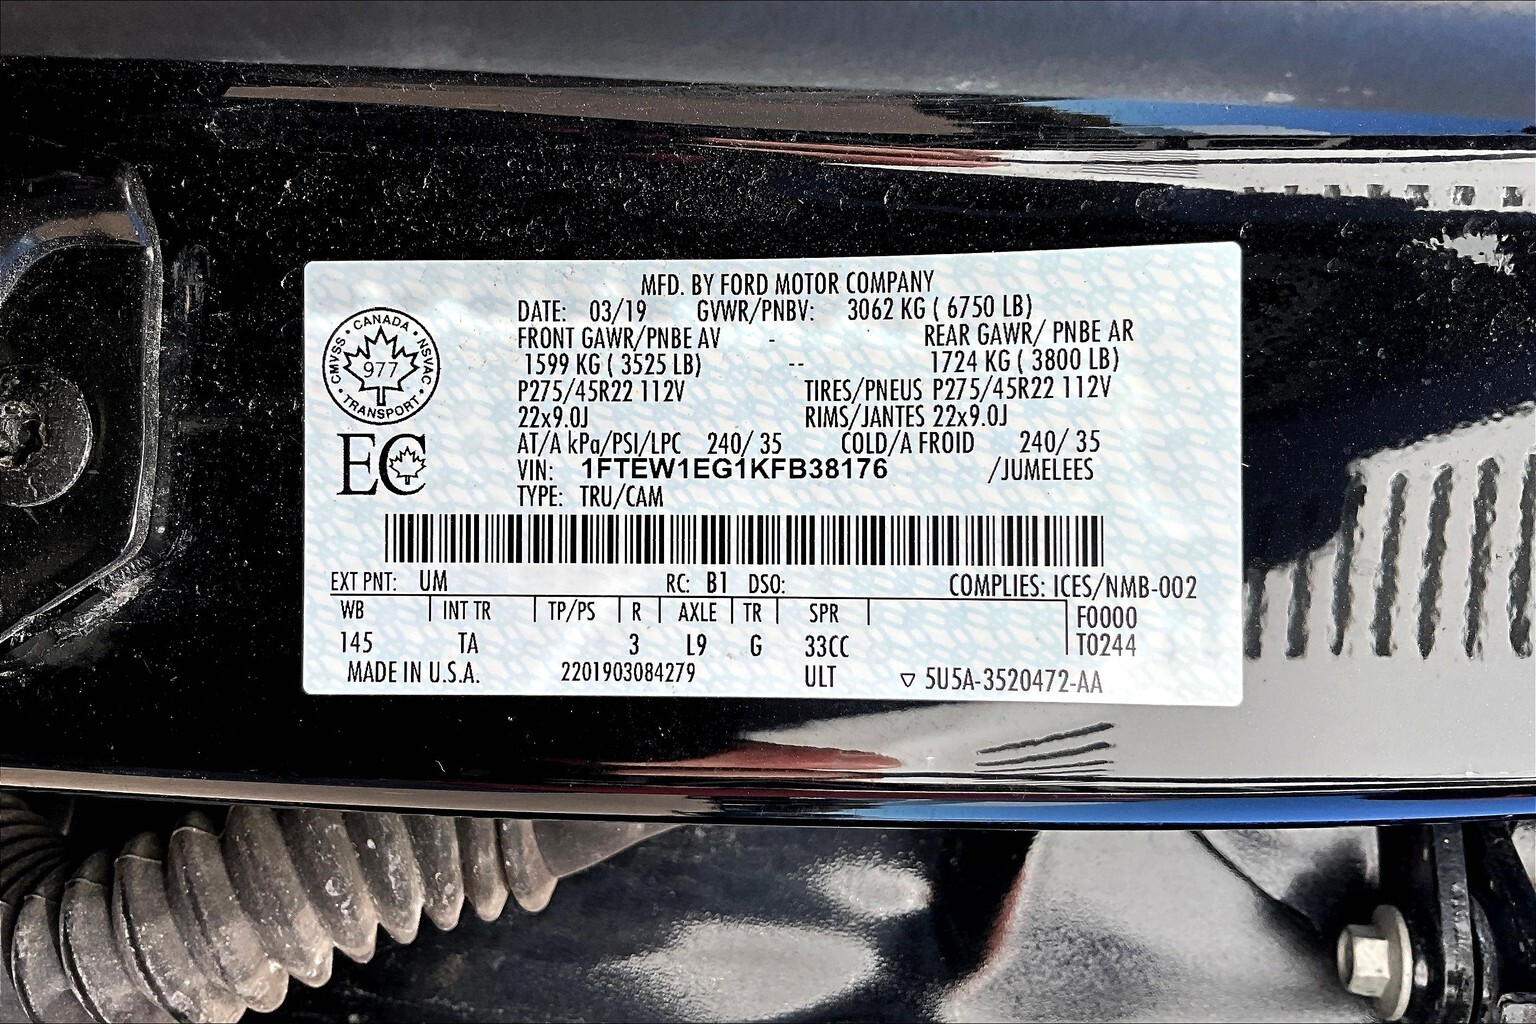 MFD. BY FORD MOTOR COMPANY
DATE: 03/19 GVWR/PNBV: 3062 KG ( 6750 LB)
FRONT GAWR/PNBE AV - REAR GAWR/ PNBE AR
1599 KG ( 3525 LB) -- 1724 KG ( 3800 LB)
P275/45R22 112V TIRES/PNEUS P275/45R22 112V
22x9.0J RIMS/JANTES 22x9.0J
AT/A kPa/PSI/LPC 240/ 35 COLD/A FROID 240/ 35
VIN: 1FTEW1EG1KFB38176 /JUMELEES
TYPE: TRU/CAM
CANADA
CMVSS • NSVAC
977
TRANSPORT
EC
EXT PNT: UM RC: B1 DSO: COMPLIES: ICES/NMB-002
WB INT TR TP/PS R AXLE TR SPR F0000
145 TA 3 L9 G 33CC T0244
MADE IN U.S.A. 2201903084279 ULT ▽ 5U5A-3520472-AA